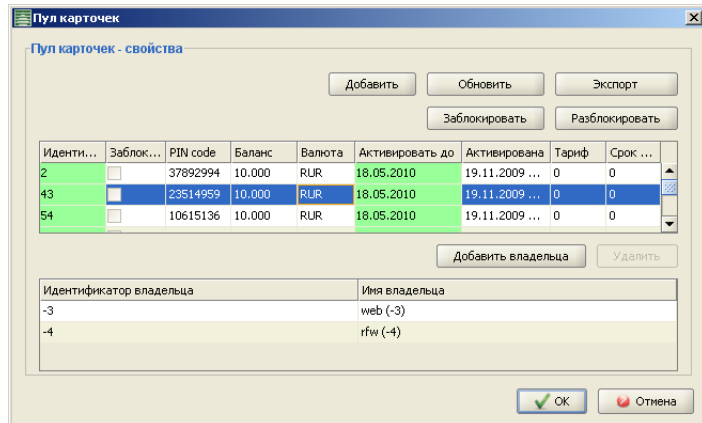 Пул карточек
Пул карточек - свойства
Добавить Обновить Экспорт
Заблокировать Разблокировать
Иденти... Заблок... PIN code Баланс Валюта Активировать до Активирована Тариф Срок ...
2 37892994 10.000 RUR 18.05.2010 19.11.2009 ... 0 0
43 23514959 10.000 RUR 18.05.2010 19.11.2009 ... 0 0
54 10615136 10.000 RUR 18.05.2010 19.11.2009 ... 0 0
Добавить владельца Удалить
Идентификатор владельца Имя владельца
-3 web (-3)
-4 rfw (-4)
OK Отмена